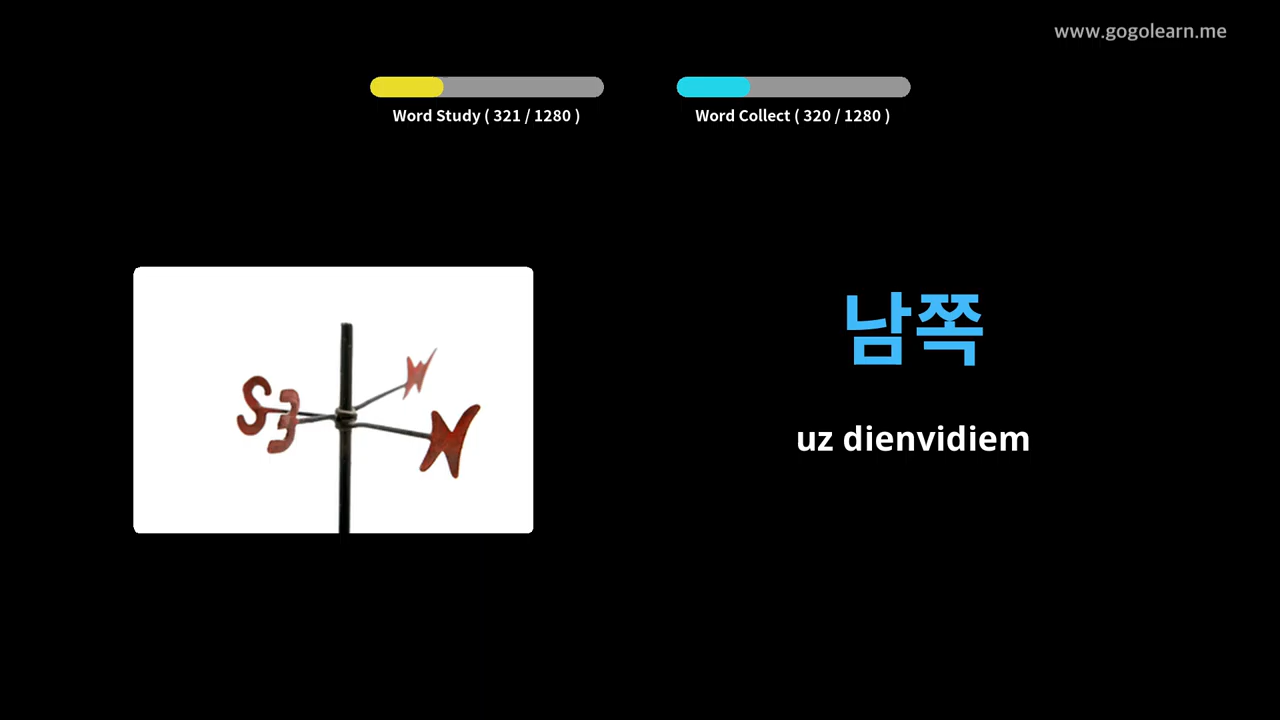 www.gogolearn.me
Word Study ( 321 / 1280 )
Word Collect ( 320 / 1280 )
남쪽
uz dienvidiem
S
E
N